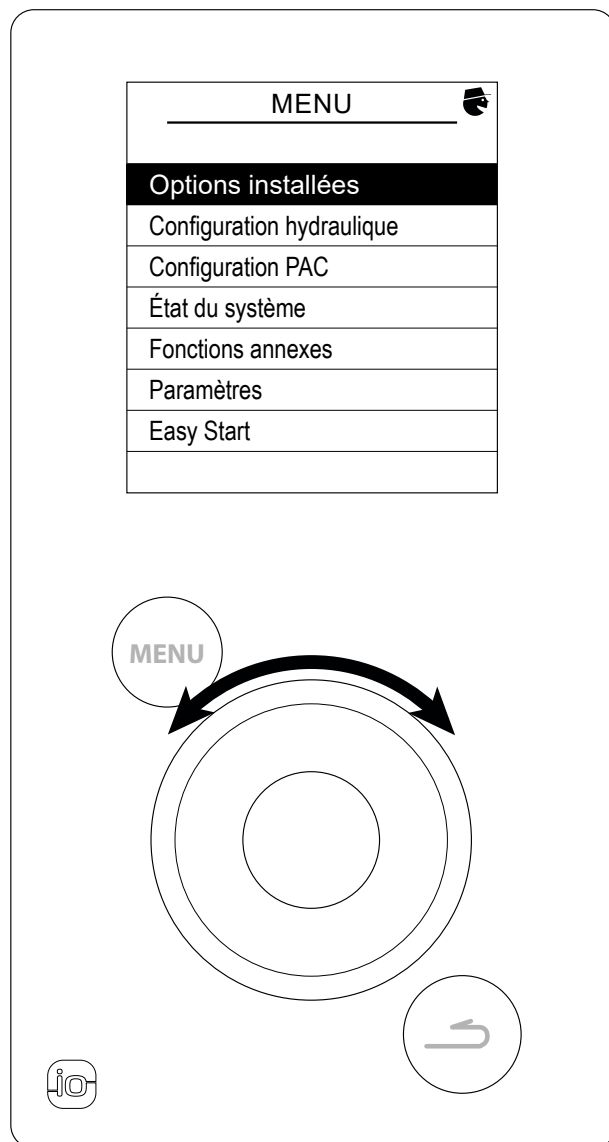 MENU
Options installées
Configuration hydraulique
Configuration PAC
État du système
Fonctions annexes
Paramètres
Easy Start
MENU
io